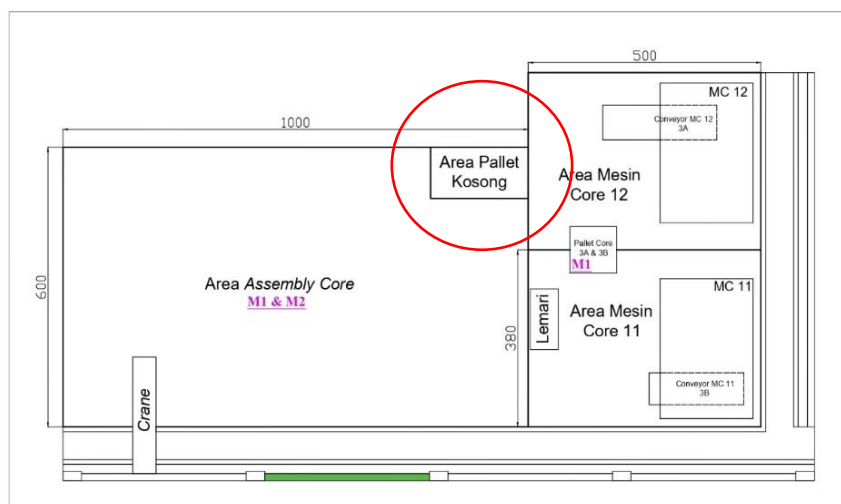 500
MC 12
Conveyor MC 12
3A
1000
Area Pallet
Kosong
Area Mesin
Core 12
Pallet Core
3A & 3B
M1
Area Assembly Core
M1 & M2
600
380
Lemari
Area Mesin
Core 11
MC 11
Conveyor MC 11
3B
Crane